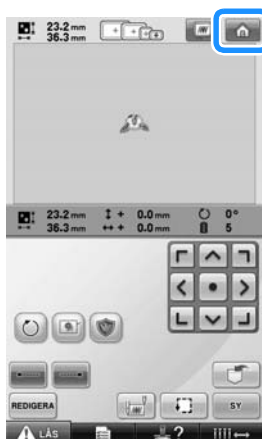 23.2 mm
36.3 mm
23.2 mm + 0.0 mm 0°
36.3 mm + 0.0 mm 5
REDIGERA SY
LÅS ?